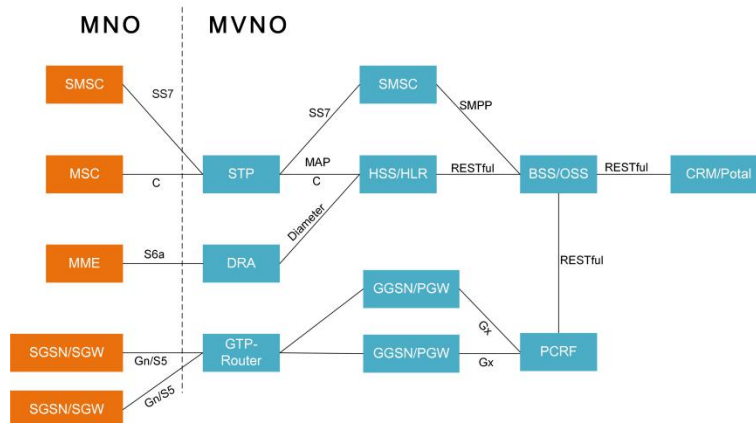 MNO
MVNO
SMSC
SMSC
SS7
SS7
SMPP
MSC
C
STP
MAP
C
HSS/HLR
RESTful
BSS/OSS
RESTful
CRM/Potal
Diameter
MME
S6a
DRA
RESTful
GGSN/PGW
Gx
SGSN/SGW
Gn/S5
GTP-
Router
GGSN/PGW
Gx
PCRF
Gn/S5
SGSN/SGW